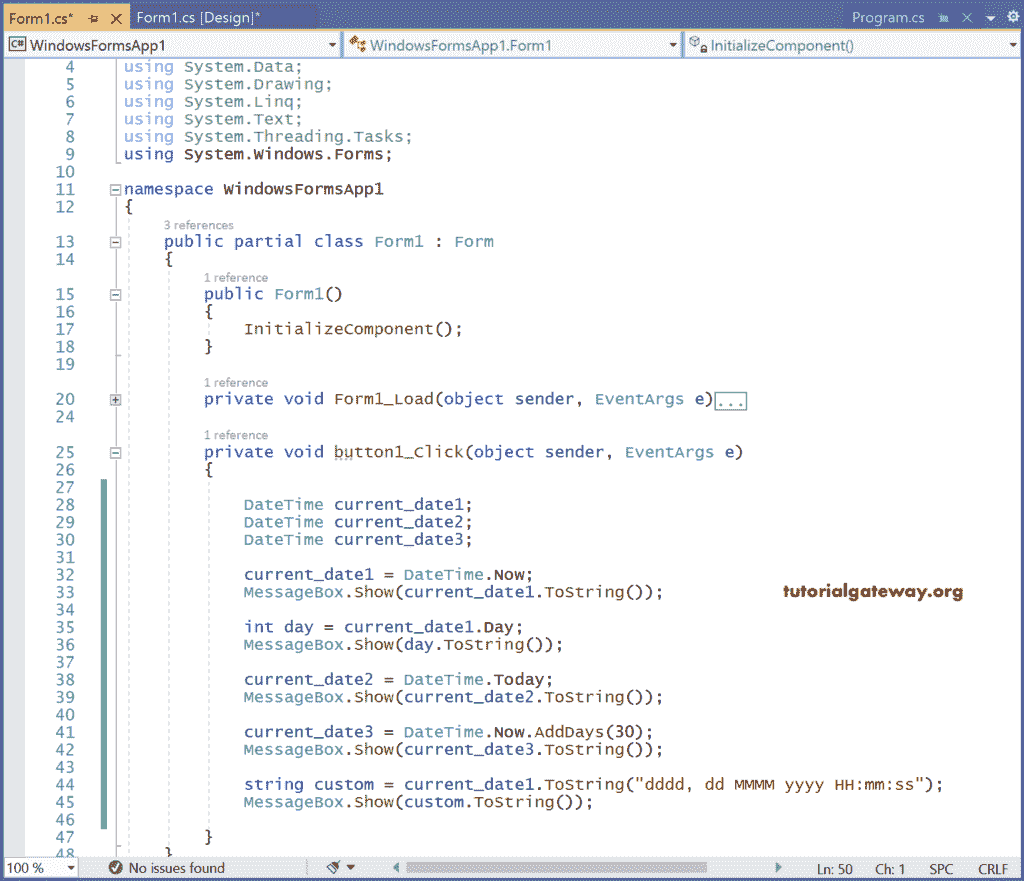 Form1.cs* Form1.cs [Design]* Program.cs
C# WindowsFormsApp1 WindowsFormsApp1.Form1 InitializeComponent()
4 using System.Data;
5 using System.Drawing;
6 using System.Linq;
7 using System.Text;
8 using System.Threading.Tasks;
9 using System.Windows.Forms;
10
11 namespace WindowsFormsApp1
12 {
3 references
13 public partial class Form1 : Form
14 {
1 reference
15 public Form1()
16 {
17 InitializeComponent();
18 }
19
1 reference
20 private void Form1_Load(object sender, EventArgs e)...
24
1 reference
25 private void button1_Click(object sender, EventArgs e)
26 {
27
28 DateTime current_date1;
29 DateTime current_date2;
30 DateTime current_date3;
31
32 current_date1 = DateTime.Now;
33 MessageBox.Show(current_date1.ToString());
tutorialgateway.org
34
35 int day = current_date1.Day;
36 MessageBox.Show(day.ToString());
37
38 current_date2 = DateTime.Today;
39 MessageBox.Show(current_date2.ToString());
40
41 current_date3 = DateTime.Now.AddDays(30);
42 MessageBox.Show(current_date3.ToString());
43
44 string custom = current_date1.ToString("dddd, dd MMMM yyyy HH:mm:ss");
45 MessageBox.Show(custom.ToString());
46
47 }
48 }
100 % No issues found Ln: 50 Ch: 1 SPC CRLF